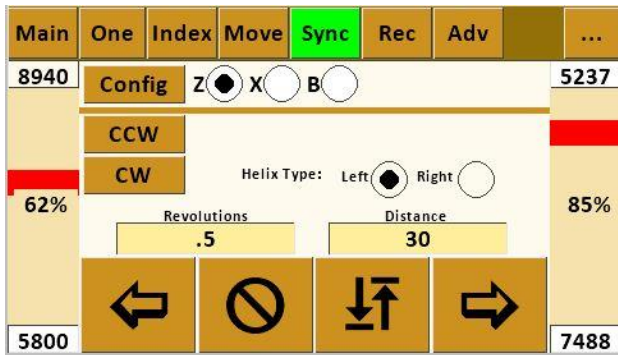 Main One Index Move Sync Rec Adv ...
8940 Config Z X B 5237
CCW
CW Helix Type: Left Right
62% 85%
Revolutions Distance
.5 30
5800 7488